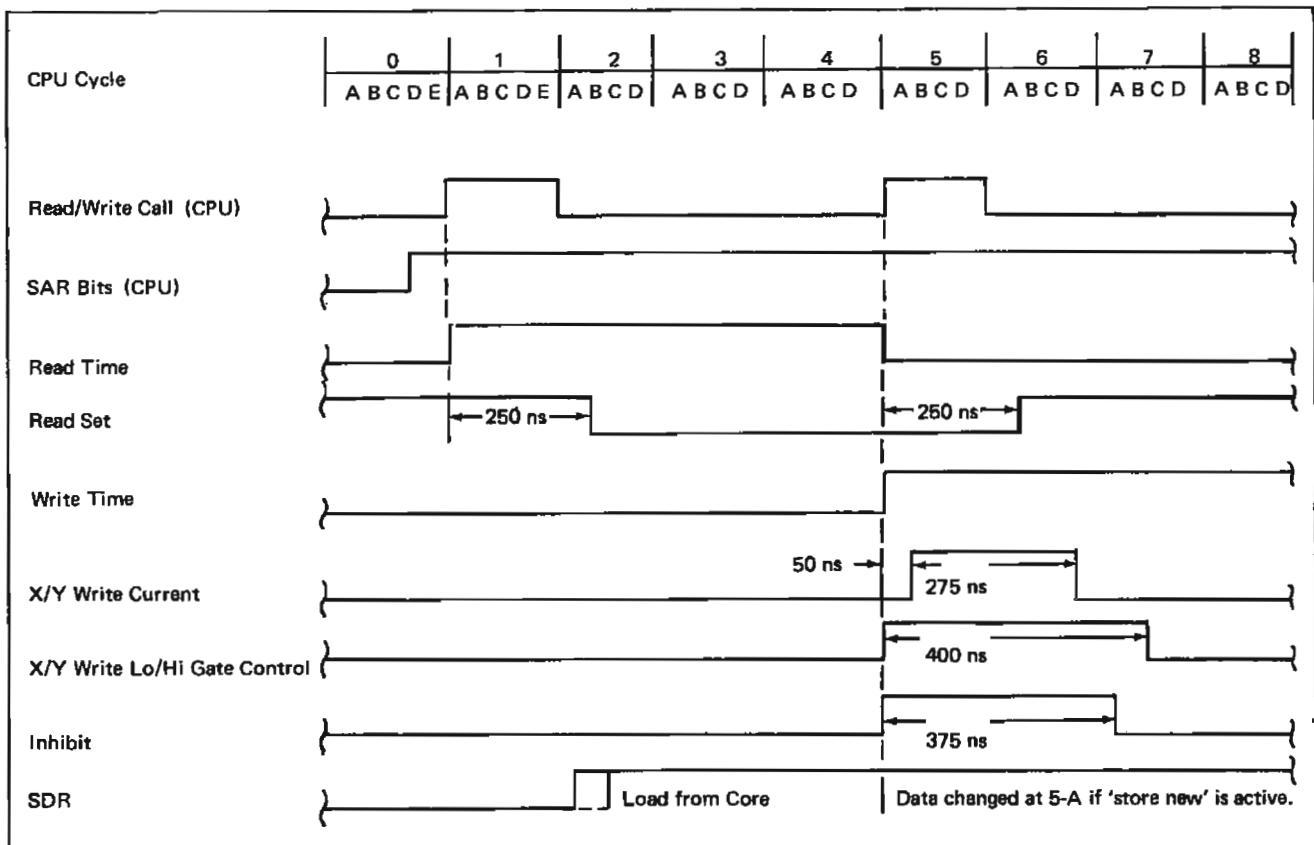 0 1 2 3 4 5 6 7 8
CPU Cycle
A B C D E A B C D E A B C D A B C D A B C D A B C D A B C D A B C D A B C D
Read/Write Call (CPU)
SAR Bits (CPU)
Read Time
Read Set
250 ns
250 ns
Write Time
50 ns
X/Y Write Current
275 ns
X/Y Write Lo/Hi Gate Control
400 ns
Inhibit
375 ns
SDR
Load from Core
Data changed at 5-A if 'store new' is active.